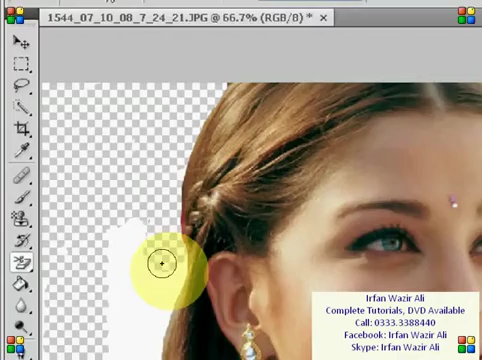 1544_07_10_08_7_24_21.JPG @ 66.7% (RGB/8) *
Irfan Wazir Ali
Complete Tutorials, DVD Available
Call: 0333.3388440
Facebook: Irfan Wazir Ali
Skype: Irfan Wazir Ali